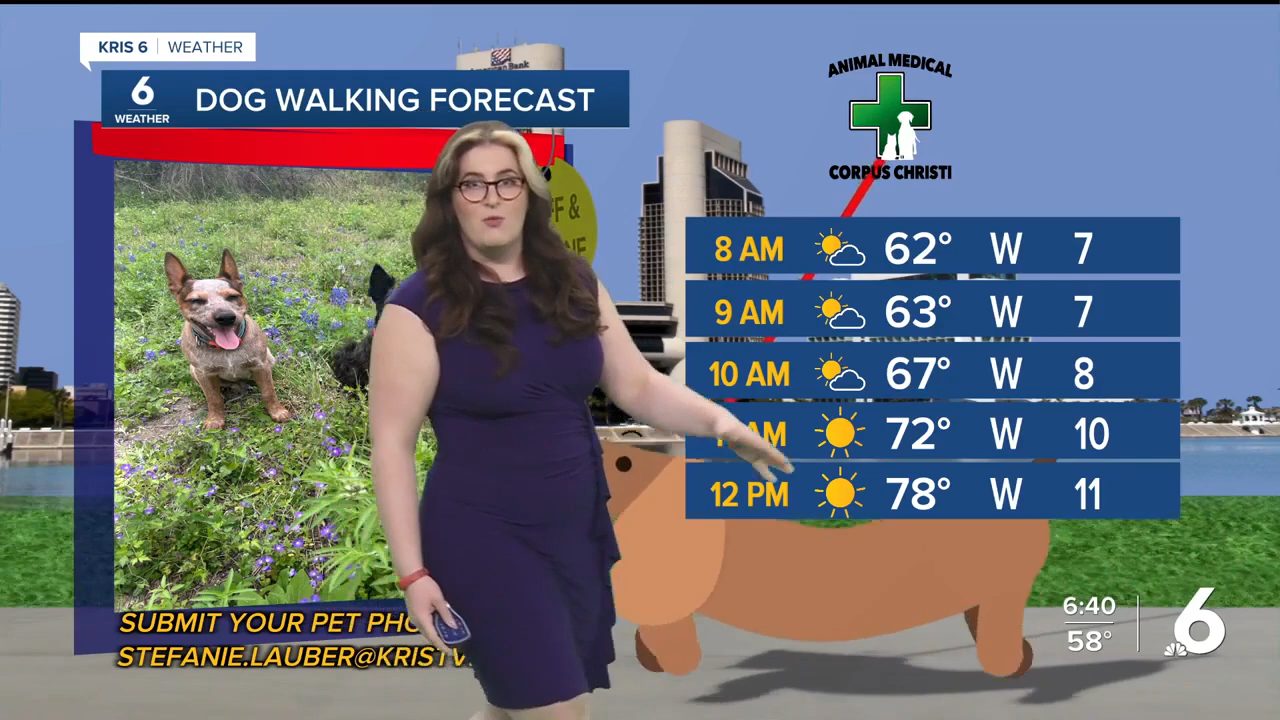 KRIS 6 | WEATHER
6
WEATHER
DOG WALKING FORECAST
ANIMAL MEDICAL
CORPUS CHRISTI
8 AM 62° W 7
9 AM 63° W 7
10 AM 67° W 8
AM 72° W 10
12 PM 78° W 11
SUBMIT YOUR PET
STEFANIE.LAUBER@KRISTV
6:40
58°
6